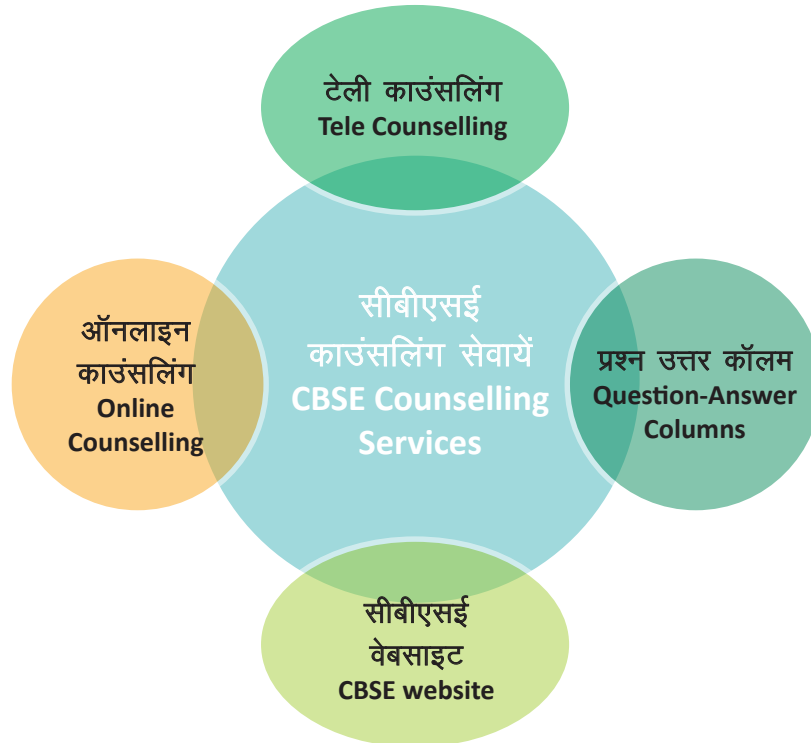 टेली काउंसलिंग
Tele Counselling
सीबीएसई
काउंसलिंग सेवायें
CBSE Counselling
Services
ऑनलाइन
काउंसलिंग
Online
Counselling
प्रश्न उत्तर कॉलम
Question-Answer
Columns
सीबीएसई
वेबसाइट
CBSE website